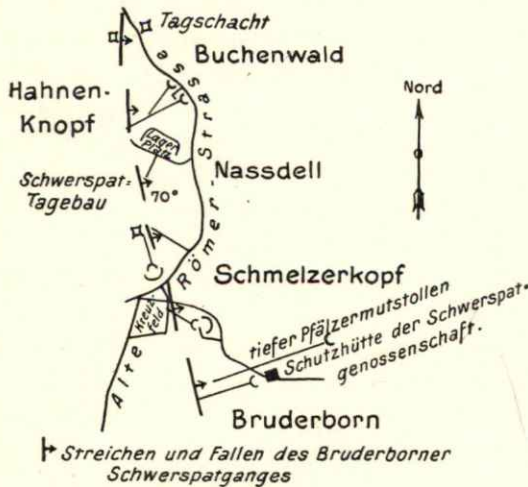 Tagschacht
Buchenwald
Hahnen-
Knopf
Nord
Lager
Platz
Nassdell
Schwerspat-
Tagebau
70°
Schmelzerkopf
Kreuz-
feld
Alte Römer-Strasse
tiefer Pfälzermutstollen
Schutzhütte der Schwerspat-
genossenschaft.
Bruderborn
Streichen und Fallen des Bruderborner
Schwerspatganges